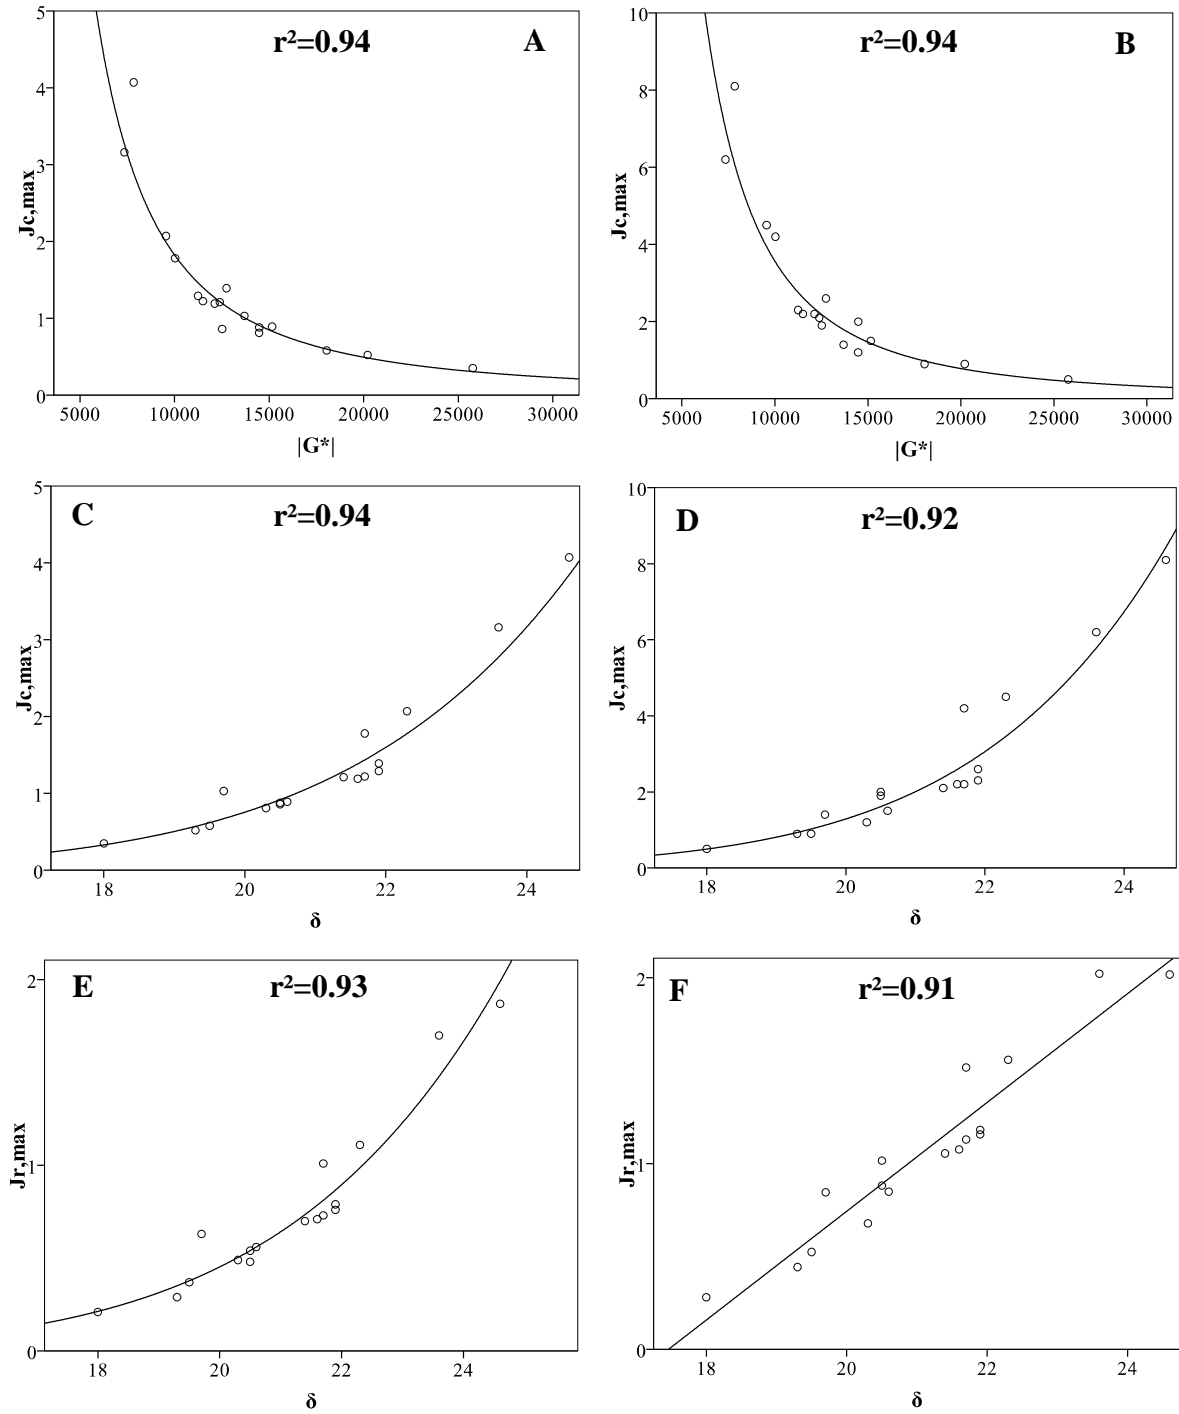 r²=0.94
A
5
4
3
2
1
0
Jc,max
5000 10000 15000 20000 25000 30000
|G*|
r²=0.94
B
10
8
6
4
2
0
Jc,max
5000 10000 15000 20000 25000 30000
|G*|
C
r²=0.94
5
4
3
2
1
0
Jc,max
18 20 22 24
δ
D
r²=0.92
10
8
6
4
2
0
Jc,max
18 20 22 24
δ
E
r²=0.93
2
1
0
Jr,max
18 20 22 24
δ
F
r²=0.91
2
1
0
Jr,max
18 20 22 24
δ